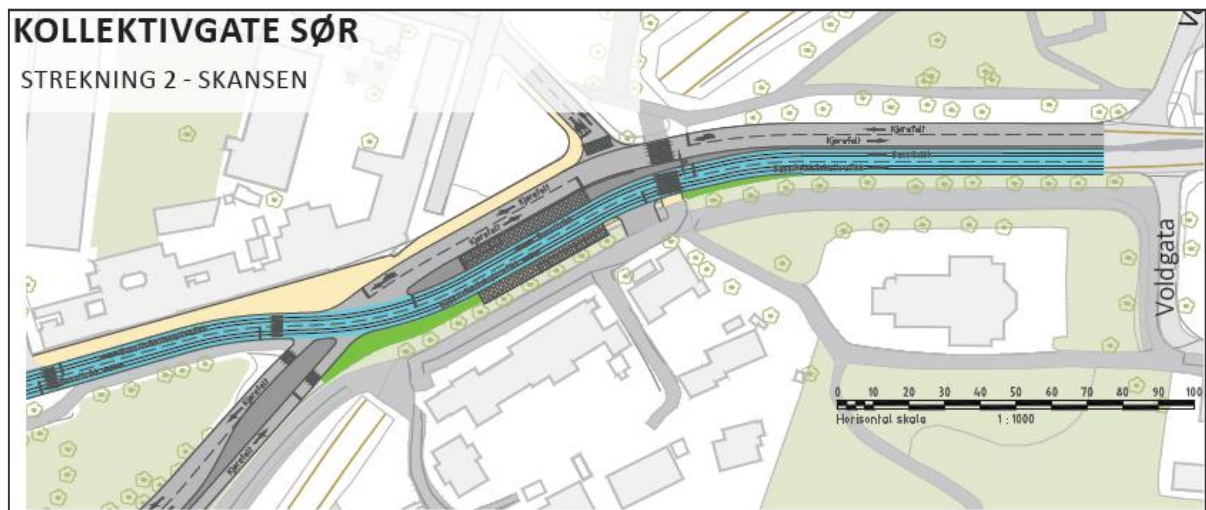 KOLLEKTIVGATE SØR
STREKNING 2 - SKANSEN
Kjørefelt
Kjørefelt
Kjørefelt
Kjørefelt
Kjørefelt
Kjørefelt
Voldgata
0 10 20 30 40 50 60 70 80 90 100
Horisontal skala 1 : 1000